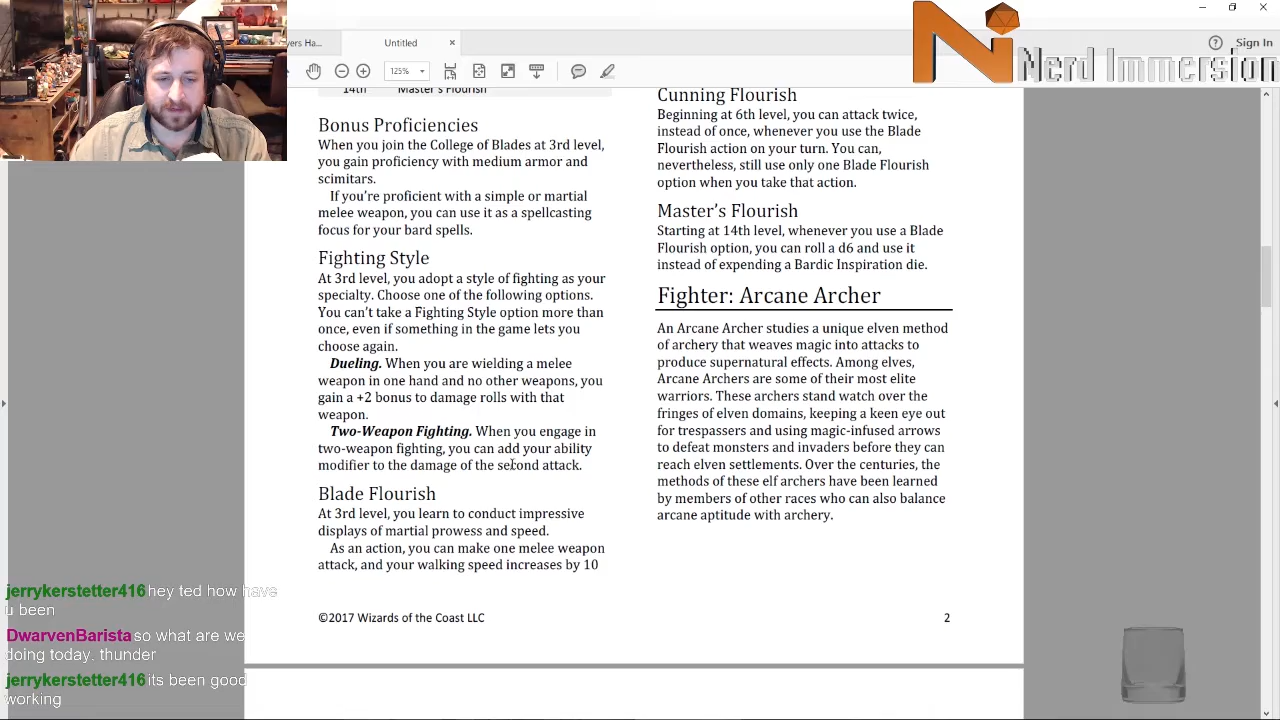 yers Ha...
Untitled
Sign In
125%
Nerd Immersion
14th Master's Flourish
Bonus Proficiencies
When you join the College of Blades at 3rd level,
you gain proficiency with medium armor and
scimitars.
If you're proficient with a simple or martial
melee weapon, you can use it as a spellcasting
focus for your bard spells.
Fighting Style
At 3rd level, you adopt a style of fighting as your
specialty. Choose one of the following options.
You can't take a Fighting Style option more than
once, even if something in the game lets you
choose again.
Dueling. When you are wielding a melee
weapon in one hand and no other weapons, you
gain a +2 bonus to damage rolls with that
weapon.
Two-Weapon Fighting. When you engage in
two-weapon fighting, you can add your ability
modifier to the damage of the second attack.
Blade Flourish
At 3rd level, you learn to conduct impressive
displays of martial prowess and speed.
As an action, you can make one melee weapon
attack, and your walking speed increases by 10
Cunning Flourish
Beginning at 6th level, you can attack twice,
instead of once, whenever you use the Blade
Flourish action on your turn. You can,
nevertheless, still use only one Blade Flourish
option when you take that action.
Master's Flourish
Starting at 14th level, whenever you use a Blade
Flourish option, you can roll a d6 and use it
instead of expending a Bardic Inspiration die.
Fighter: Arcane Archer
An Arcane Archer studies a unique elven method
of archery that weaves magic into attacks to
produce supernatural effects. Among elves,
Arcane Archers are some of their most elite
warriors. These archers stand watch over the
fringes of elven domains, keeping a keen eye out
for trespassers and using magic-infused arrows
to defeat monsters and invaders before they can
reach elven settlements. Over the centuries, the
methods of these elf archers have been learned
by members of other races who can also balance
arcane aptitude with archery.
©2017 Wizards of the Coast LLC 2
jerrykerstetter416 hey ted how have
u been
DwarvenBarista so what are we
doing today. thunder
jerrykerstetter416 its been good
working